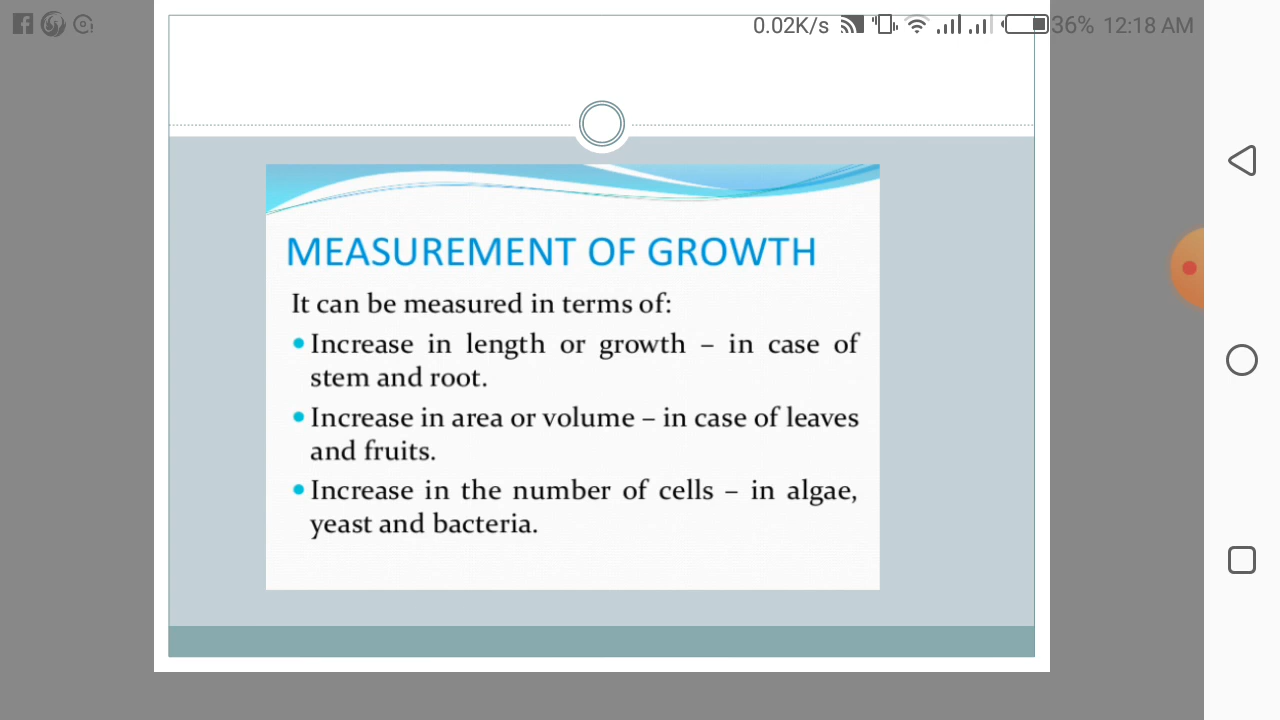 0.02K/s 36% 12:18 AM
MEASUREMENT OF GROWTH
It can be measured in terms of:
• Increase in length or growth – in case of
stem and root.
• Increase in area or volume – in case of leaves
and fruits.
• Increase in the number of cells – in algae,
yeast and bacteria.